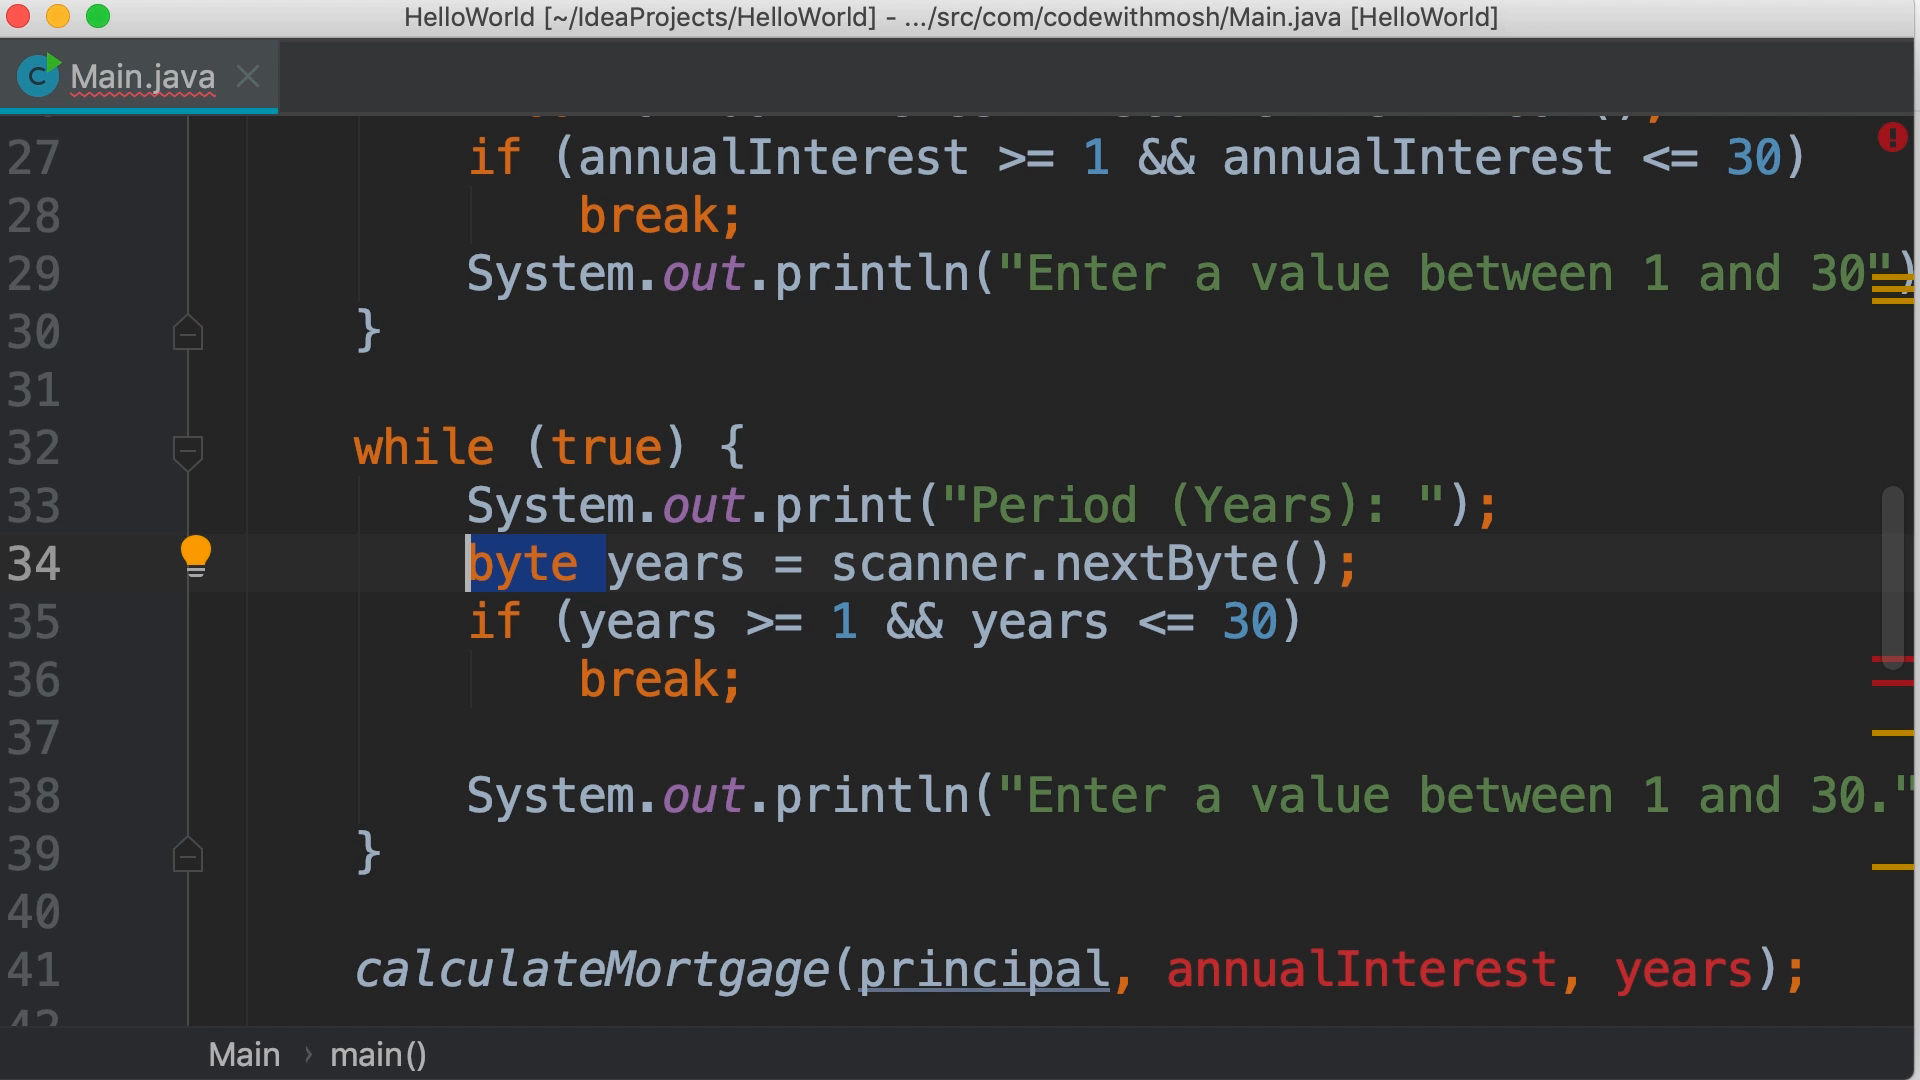 HelloWorld [~/IdeaProjects/HelloWorld] - .../src/com/codewithmosh/Main.java [HelloWorld]
Main.java
27 if (annualInterest >= 1 && annualInterest <= 30)
28 break;
29 System.out.println("Enter a value between 1 and 30")
30 }
31
32 while (true) {
33 System.out.print("Period (Years): ");
34 byte years = scanner.nextByte();
35 if (years >= 1 && years <= 30)
36 break;
37
38 System.out.println("Enter a value between 1 and 30."
39 }
40
41 calculateMortgage(principal, annualInterest, years);
42
Main › main()